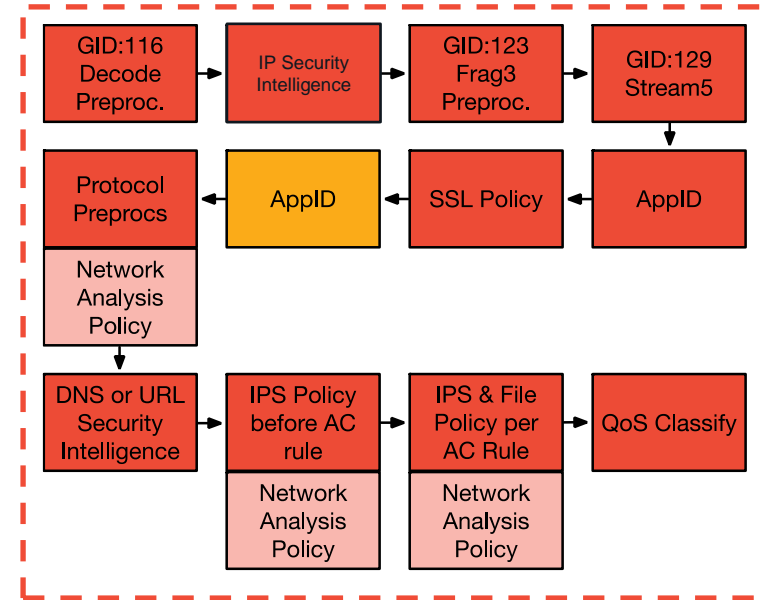 GID:116
Decode
Preproc.
IP Security
Intelligence
GID:123
Frag3
Preproc.
GID:129
Stream5
Protocol
Preprocs
AppID
SSL Policy
AppID
Network
Analysis
Policy
DNS or URL
Security
Intelligence
IPS Policy
before AC
rule
IPS & File
Policy per
AC Rule
QoS Classify
Network
Analysis
Policy
Network
Analysis
Policy